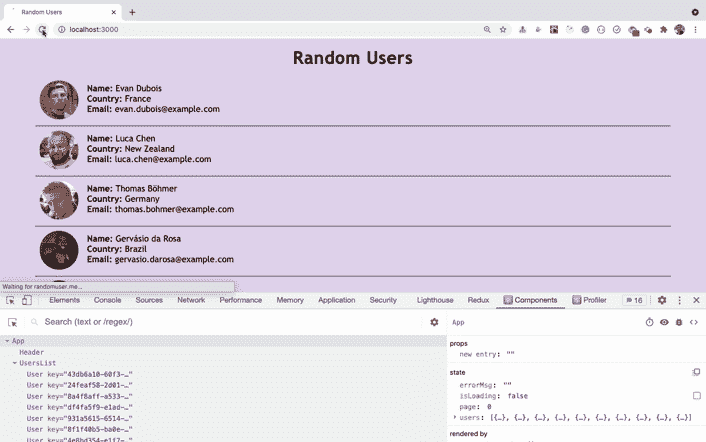 Random Users
localhost:3000
Random Users
Name: Evan Dubois
Country: France
Email: evan.dubois@example.com
Name: Luca Chen
Country: New Zealand
Email: luca.chen@example.com
Name: Thomas Böhmer
Country: Germany
Email: thomas.bohmer@example.com
Name: Gervásio da Rosa
Country: Brazil
Email: gervasio.darosa@example.com
Waiting for randomuser.me...
Elements Console Sources Network Performance Memory Application Security Lighthouse Redux Components Profiler 16
Search (text or /regex/)
App
App
Header
UsersList
User key="43db6a10-60f3-…"
User key="24feaf58-2d01-…"
User key="8a4f8aff-a533-…"
User key="df4fa5f9-e1ad-…"
User key="931a5615-6514-…"
User key="8f1f40b5-ba0e-…"
props
new entry: ""
state
errorMsg: ""
isLoading: false
page: 0
users: [{…}, {…}, {…}, {…}, {…}, {…}, {…}, {…}, {…}, {…}]
rendered by